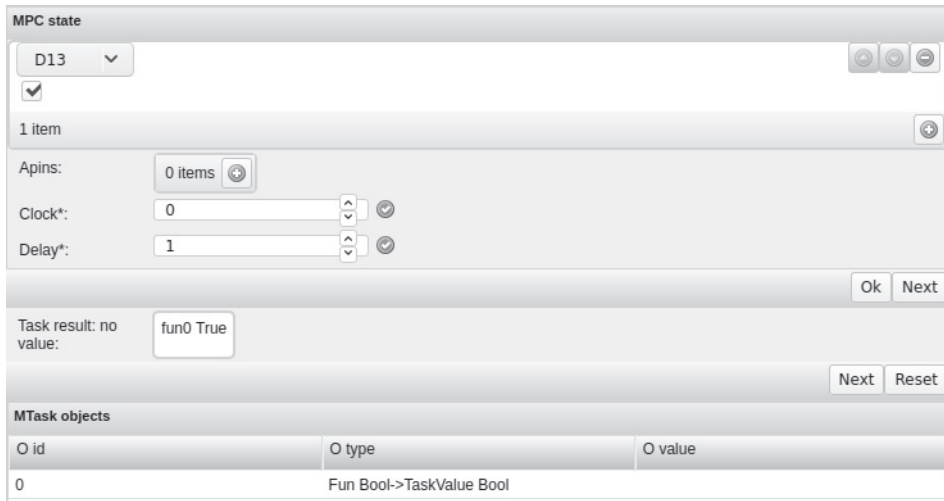 MPC state
D13
1 item
Apins: 0 items
Clock*: 0
Delay*: 1
Ok Next
Task result: no
value:
fun0 True
Next Reset
MTask objects
O id O type O value
0 Fun Bool->TaskValue Bool